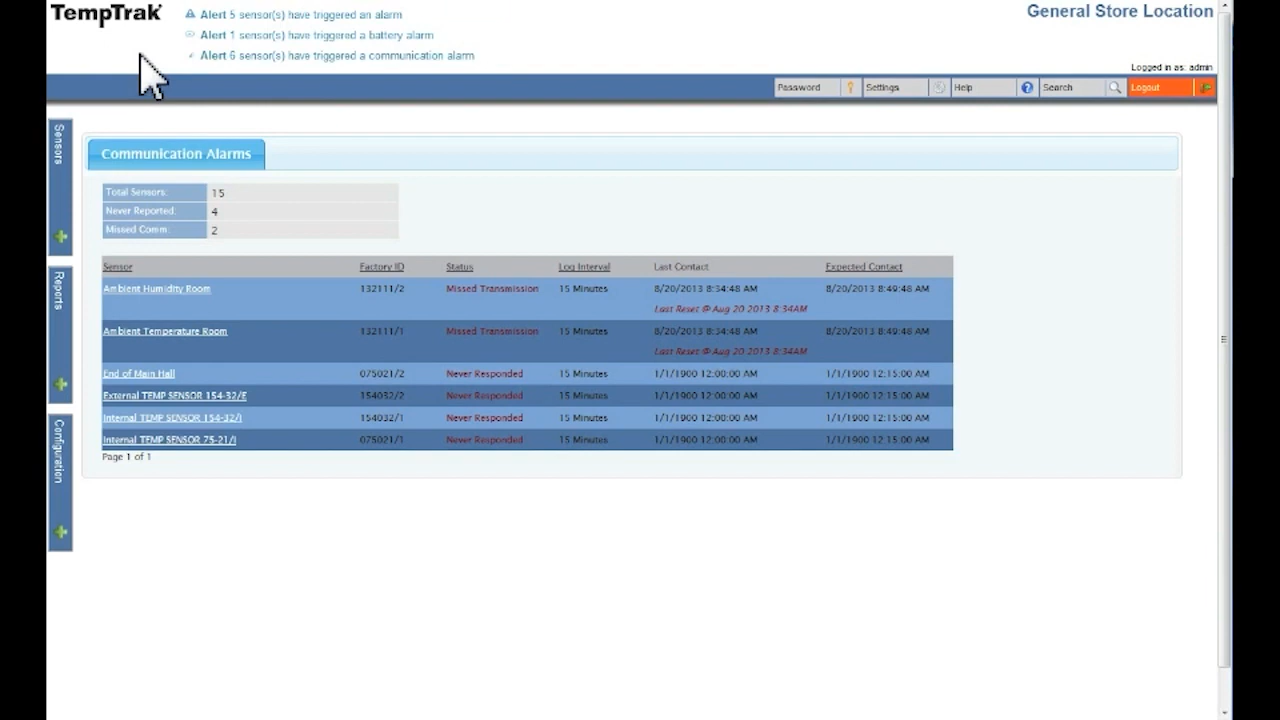 TempTrak
Alert 5 sensor(s) have triggered an alarm
Alert 1 sensor(s) have triggered a battery alarm
Alert 6 sensor(s) have triggered a communication alarm
General Store Location
Logged in as: admin
Password Settings Help Search Logout
Sensors
Reports
Configuration
Communication Alarms
Total Sensors: 15
Never Reported: 4
Missed Comm: 2
Sensor Factory ID Status Log Interval Last Contact Expected Contact
Ambient Humidity Room 132111/2 Missed Transmission 15 Minutes 8/20/2013 8:34:48 AM 8/20/2013 8:49:48 AM
Last Reset @ Aug 20 2013 8:34AM
Ambient Temperature Room 132111/1 Missed Transmission 15 Minutes 8/20/2013 8:34:48 AM 8/20/2013 8:49:48 AM
Last Reset @ Aug 20 2013 8:34AM
End of Main Hall 075021/2 Never Responded 15 Minutes 1/1/1900 12:00:00 AM 1/1/1900 12:15:00 AM
External TEMP SENSOR 154-32/E 154032/2 Never Responded 15 Minutes 1/1/1900 12:00:00 AM 1/1/1900 12:15:00 AM
Internal TEMP SENSOR 154-32/I 154032/1 Never Responded 15 Minutes 1/1/1900 12:00:00 AM 1/1/1900 12:15:00 AM
Internal TEMP SENSOR 75-21/I 075021/1 Never Responded 15 Minutes 1/1/1900 12:00:00 AM 1/1/1900 12:15:00 AM
Page 1 of 1